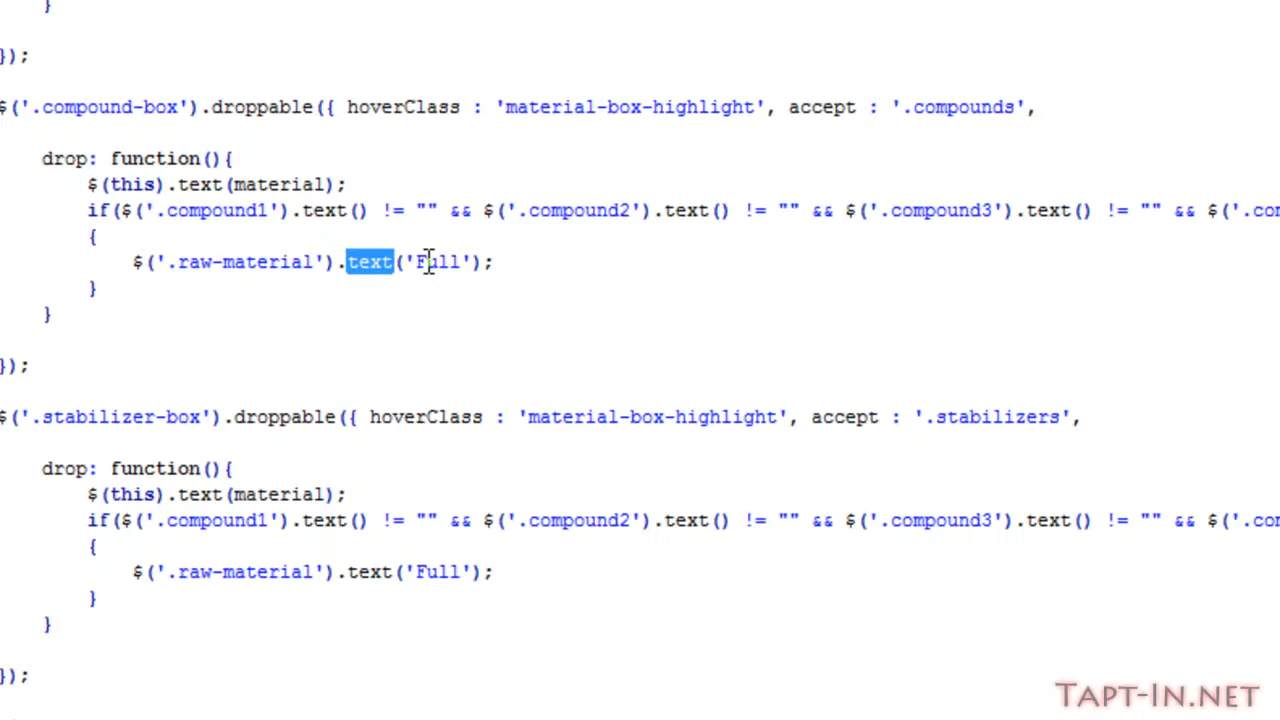 }
});
$('.compound-box').droppable({ hoverClass : 'material-box-highlight', accept : '.compounds',
drop: function(){
$(this).text(material);
if($('.compound1').text() != "" && $('.compound2').text() != "" && $('.compound3').text() != "" && $('.co
{
$('.raw-material').text('Full');
}
}
});
$('.stabilizer-box').droppable({ hoverClass : 'material-box-highlight', accept : '.stabilizers',
drop: function(){
$(this).text(material);
if($('.compound1').text() != "" && $('.compound2').text() != "" && $('.compound3').text() != "" && $('.co
{
$('.raw-material').text('Full');
}
}
});
Tapt-In.net